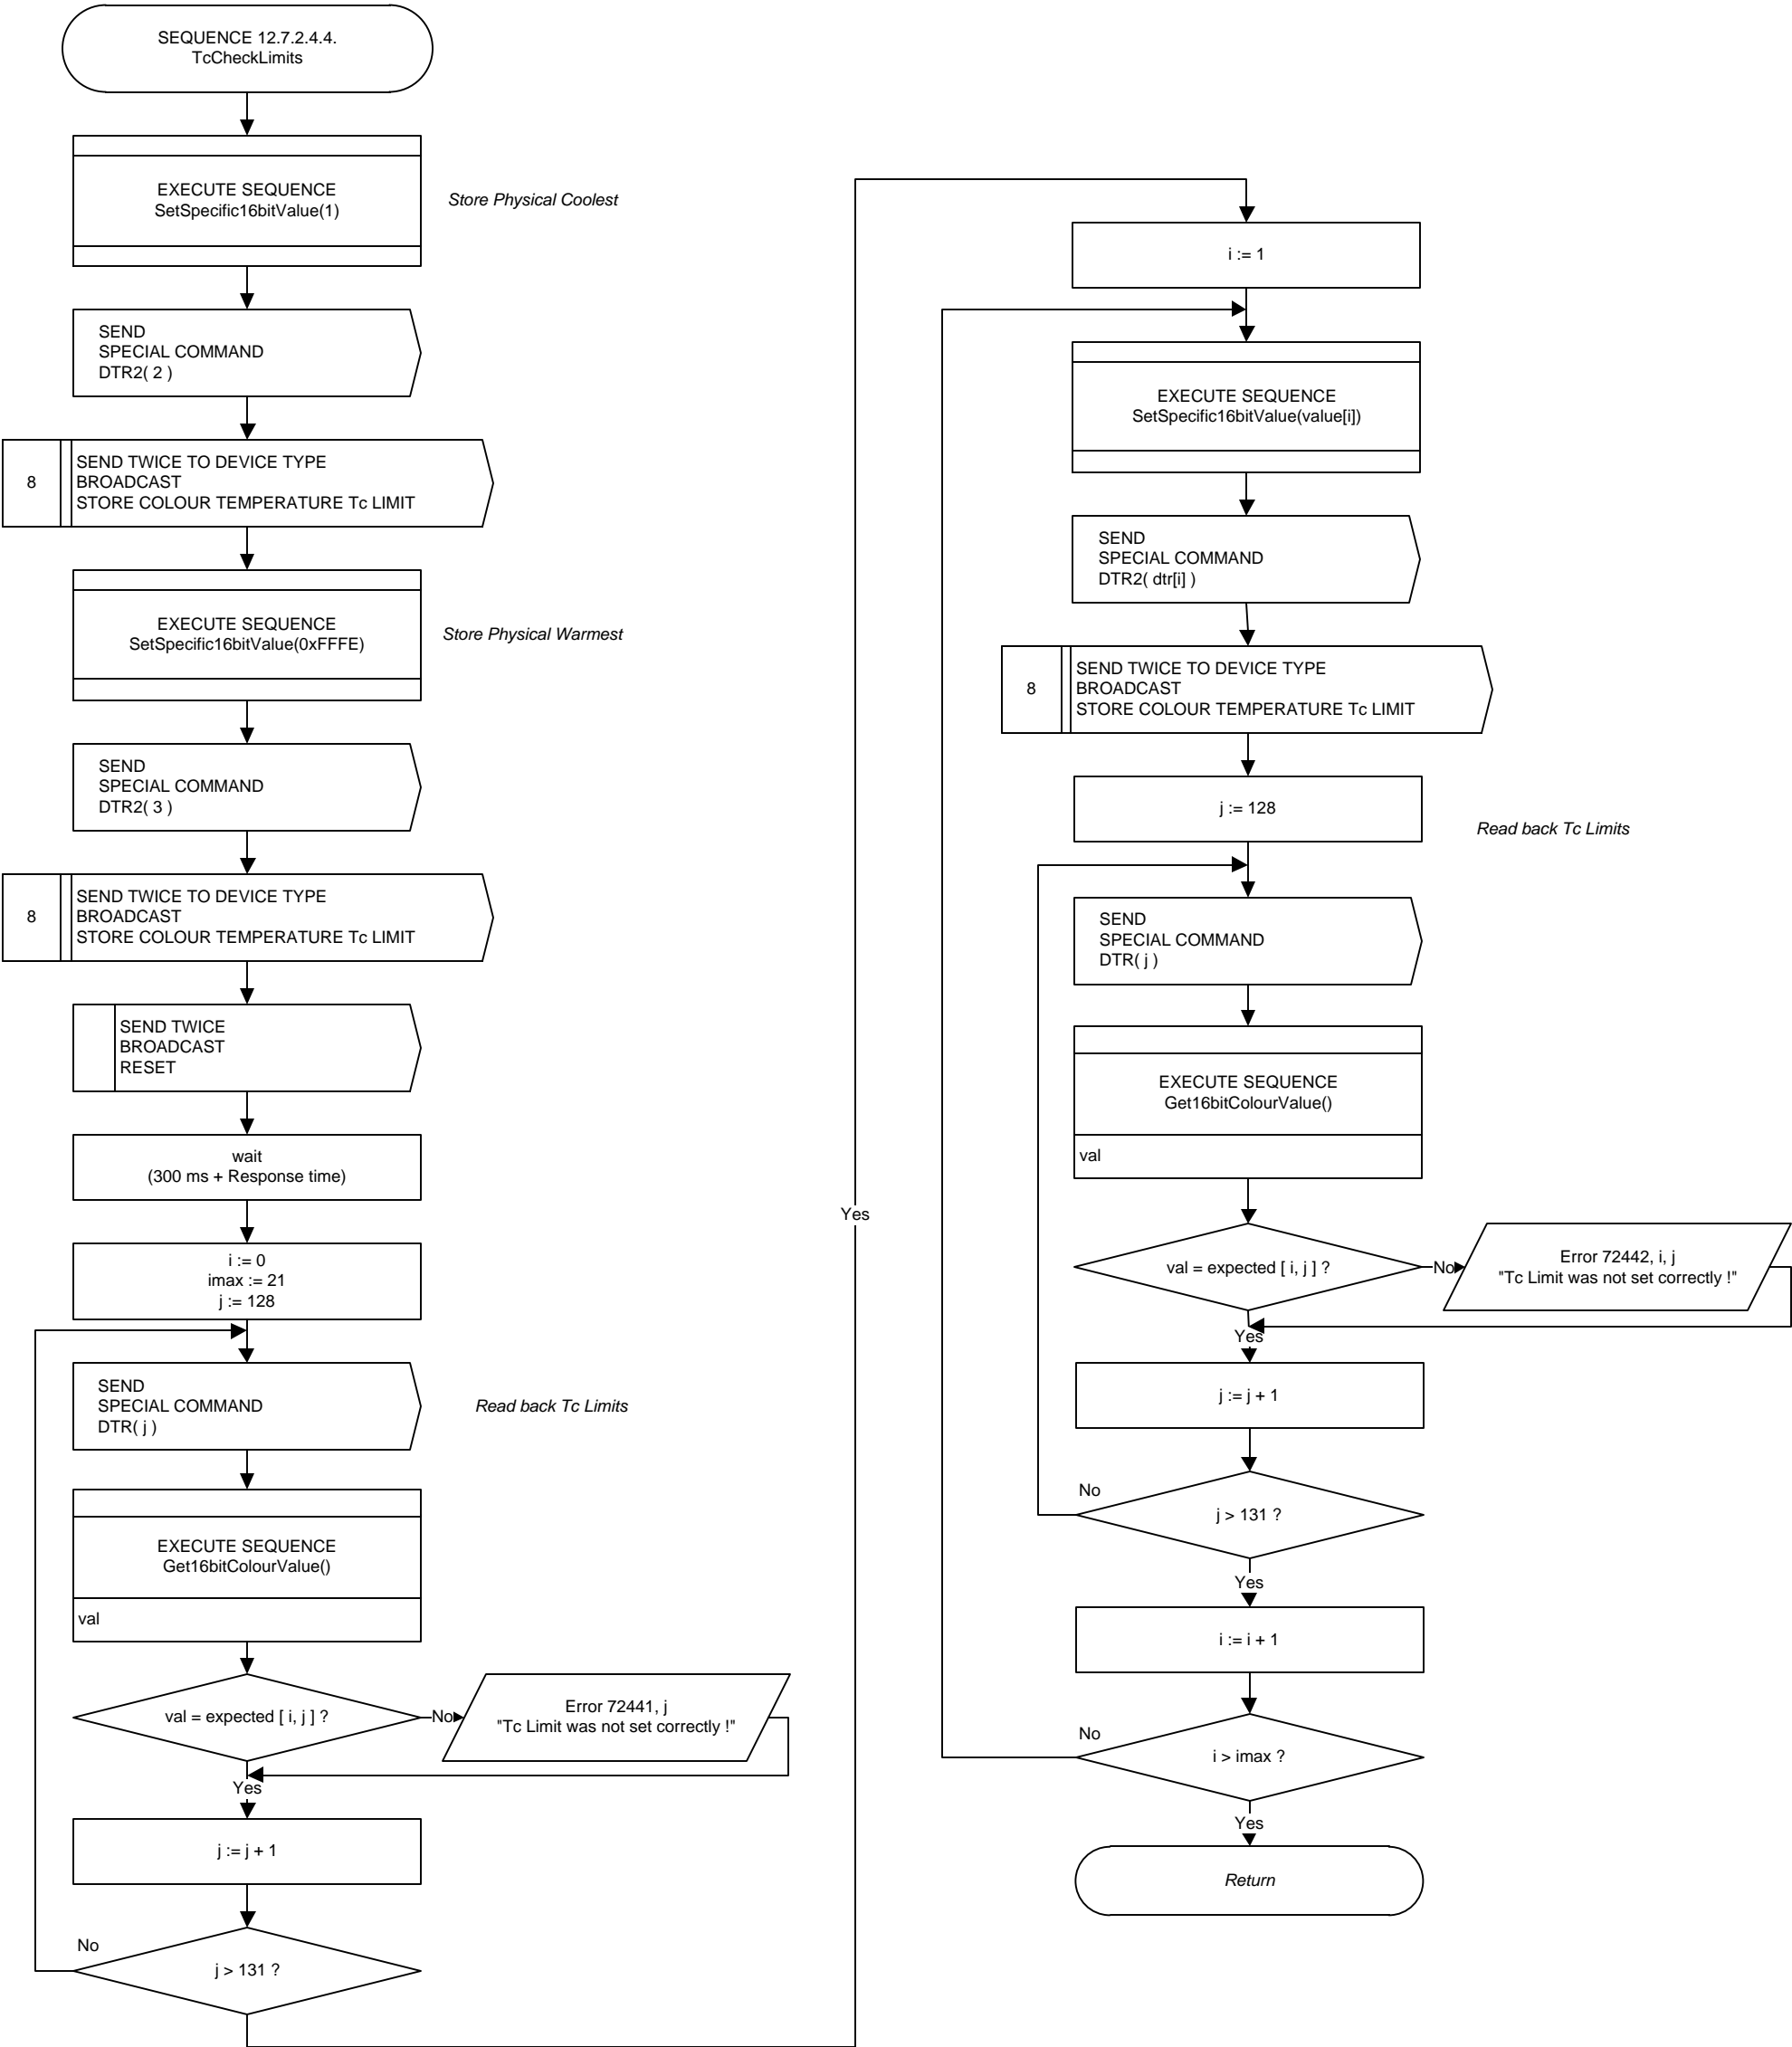 SEQUENCE 12.7.2.4.4.
TcCheckLimits
EXECUTE SEQUENCE
SetSpecific16bitValue(1)
Store Physical Coolest
SEND
SPECIAL COMMAND
DTR2( 2 )
8
SEND TWICE TO DEVICE TYPE
BROADCAST
STORE COLOUR TEMPERATURE Tc LIMIT
EXECUTE SEQUENCE
SetSpecific16bitValue(0xFFFE)
Store Physical Warmest
SEND
SPECIAL COMMAND
DTR2( 3 )
8
SEND TWICE TO DEVICE TYPE
BROADCAST
STORE COLOUR TEMPERATURE Tc LIMIT
SEND TWICE
BROADCAST
RESET
wait
(300 ms + Response time)
i := 0
imax := 21
j := 128
SEND
SPECIAL COMMAND
DTR( j )
Read back Tc Limits
EXECUTE SEQUENCE
Get16bitColourValue()
val
val = expected [ i, j ] ?
No
Error 72441, j
"Tc Limit was not set correctly !"
Yes
j := j + 1
No
j > 131 ?
Yes
i := 1
EXECUTE SEQUENCE
SetSpecific16bitValue(value[i])
SEND
SPECIAL COMMAND
DTR2( dtr[i] )
8
SEND TWICE TO DEVICE TYPE
BROADCAST
STORE COLOUR TEMPERATURE Tc LIMIT
j := 128
Read back Tc Limits
SEND
SPECIAL COMMAND
DTR( j )
EXECUTE SEQUENCE
Get16bitColourValue()
val
val = expected [ i, j ] ?
No
Error 72442, i, j
"Tc Limit was not set correctly !"
Yes
j := j + 1
No
j > 131 ?
Yes
i := i + 1
No
i > imax ?
Yes
Return